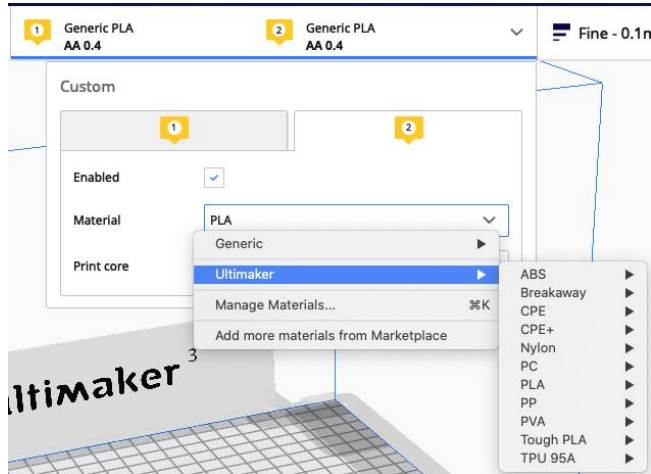 1 Generic PLA
AA 0.4
2 Generic PLA
AA 0.4
Fine - 0.1
Custom
1 2
Enabled
Material PLA
Generic
Print core
Ultimaker
Manage Materials... ⌘K
Add more materials from Marketplace
ABS
Breakaway
CPE
CPE+
Nylon
PC
PLA
PP
PVA
Tough PLA
TPU 95A
ltimaker 3